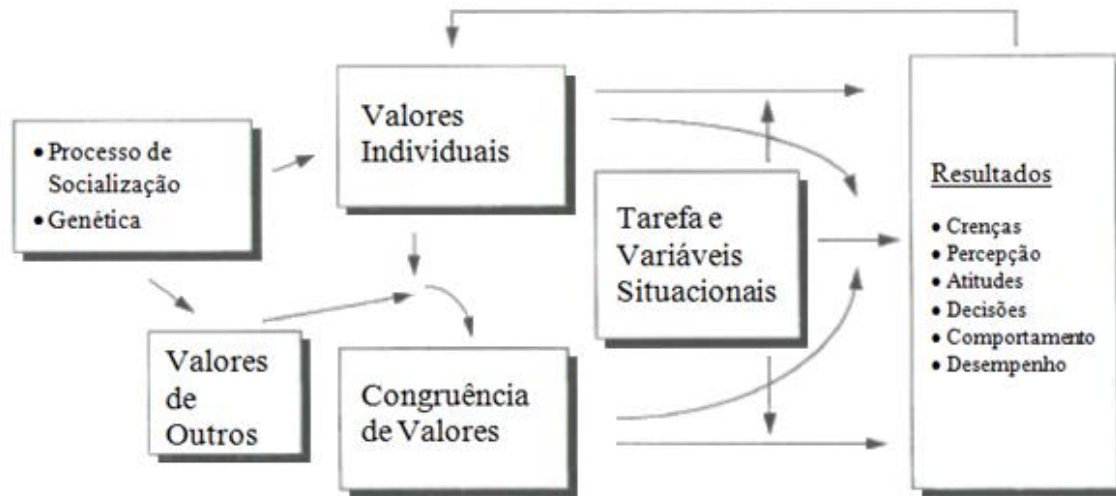 • Processo de
Socialização
• Genética
Valores
Individuais
Valores
de
Outros
Congruência
de Valores
Tarefa e
Variáveis
Situacionais
Resultados
• Crenças
• Percepção
• Atitudes
• Decisões
• Comportamento
• Desempenho